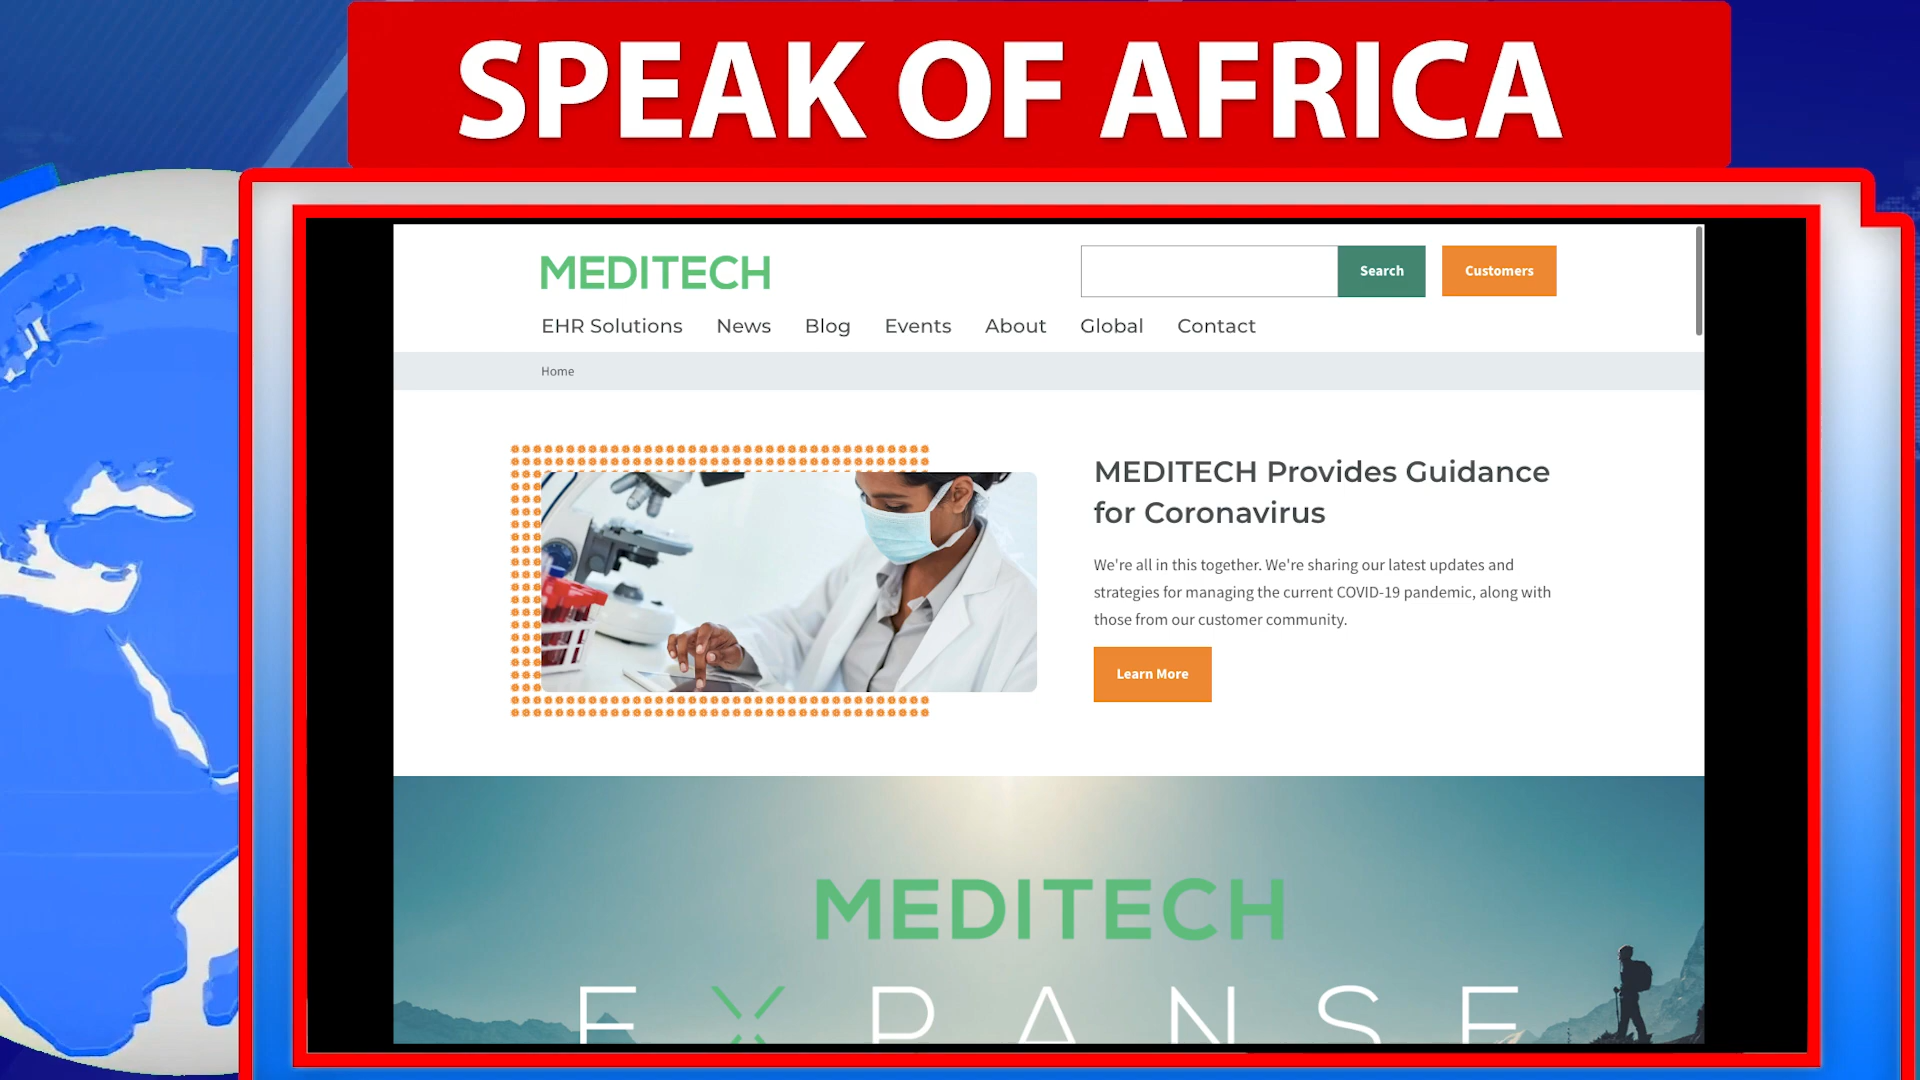 SPEAK OF AFRICA
MEDITECH
Search
Customers
EHR Solutions News Blog Events About Global Contact
Home
MEDITECH Provides Guidance
for Coronavirus
We're all in this together. We're sharing our latest updates and
strategies for managing the current COVID-19 pandemic, along with
those from our customer community.
Learn More
MEDITECH
EXPANSE